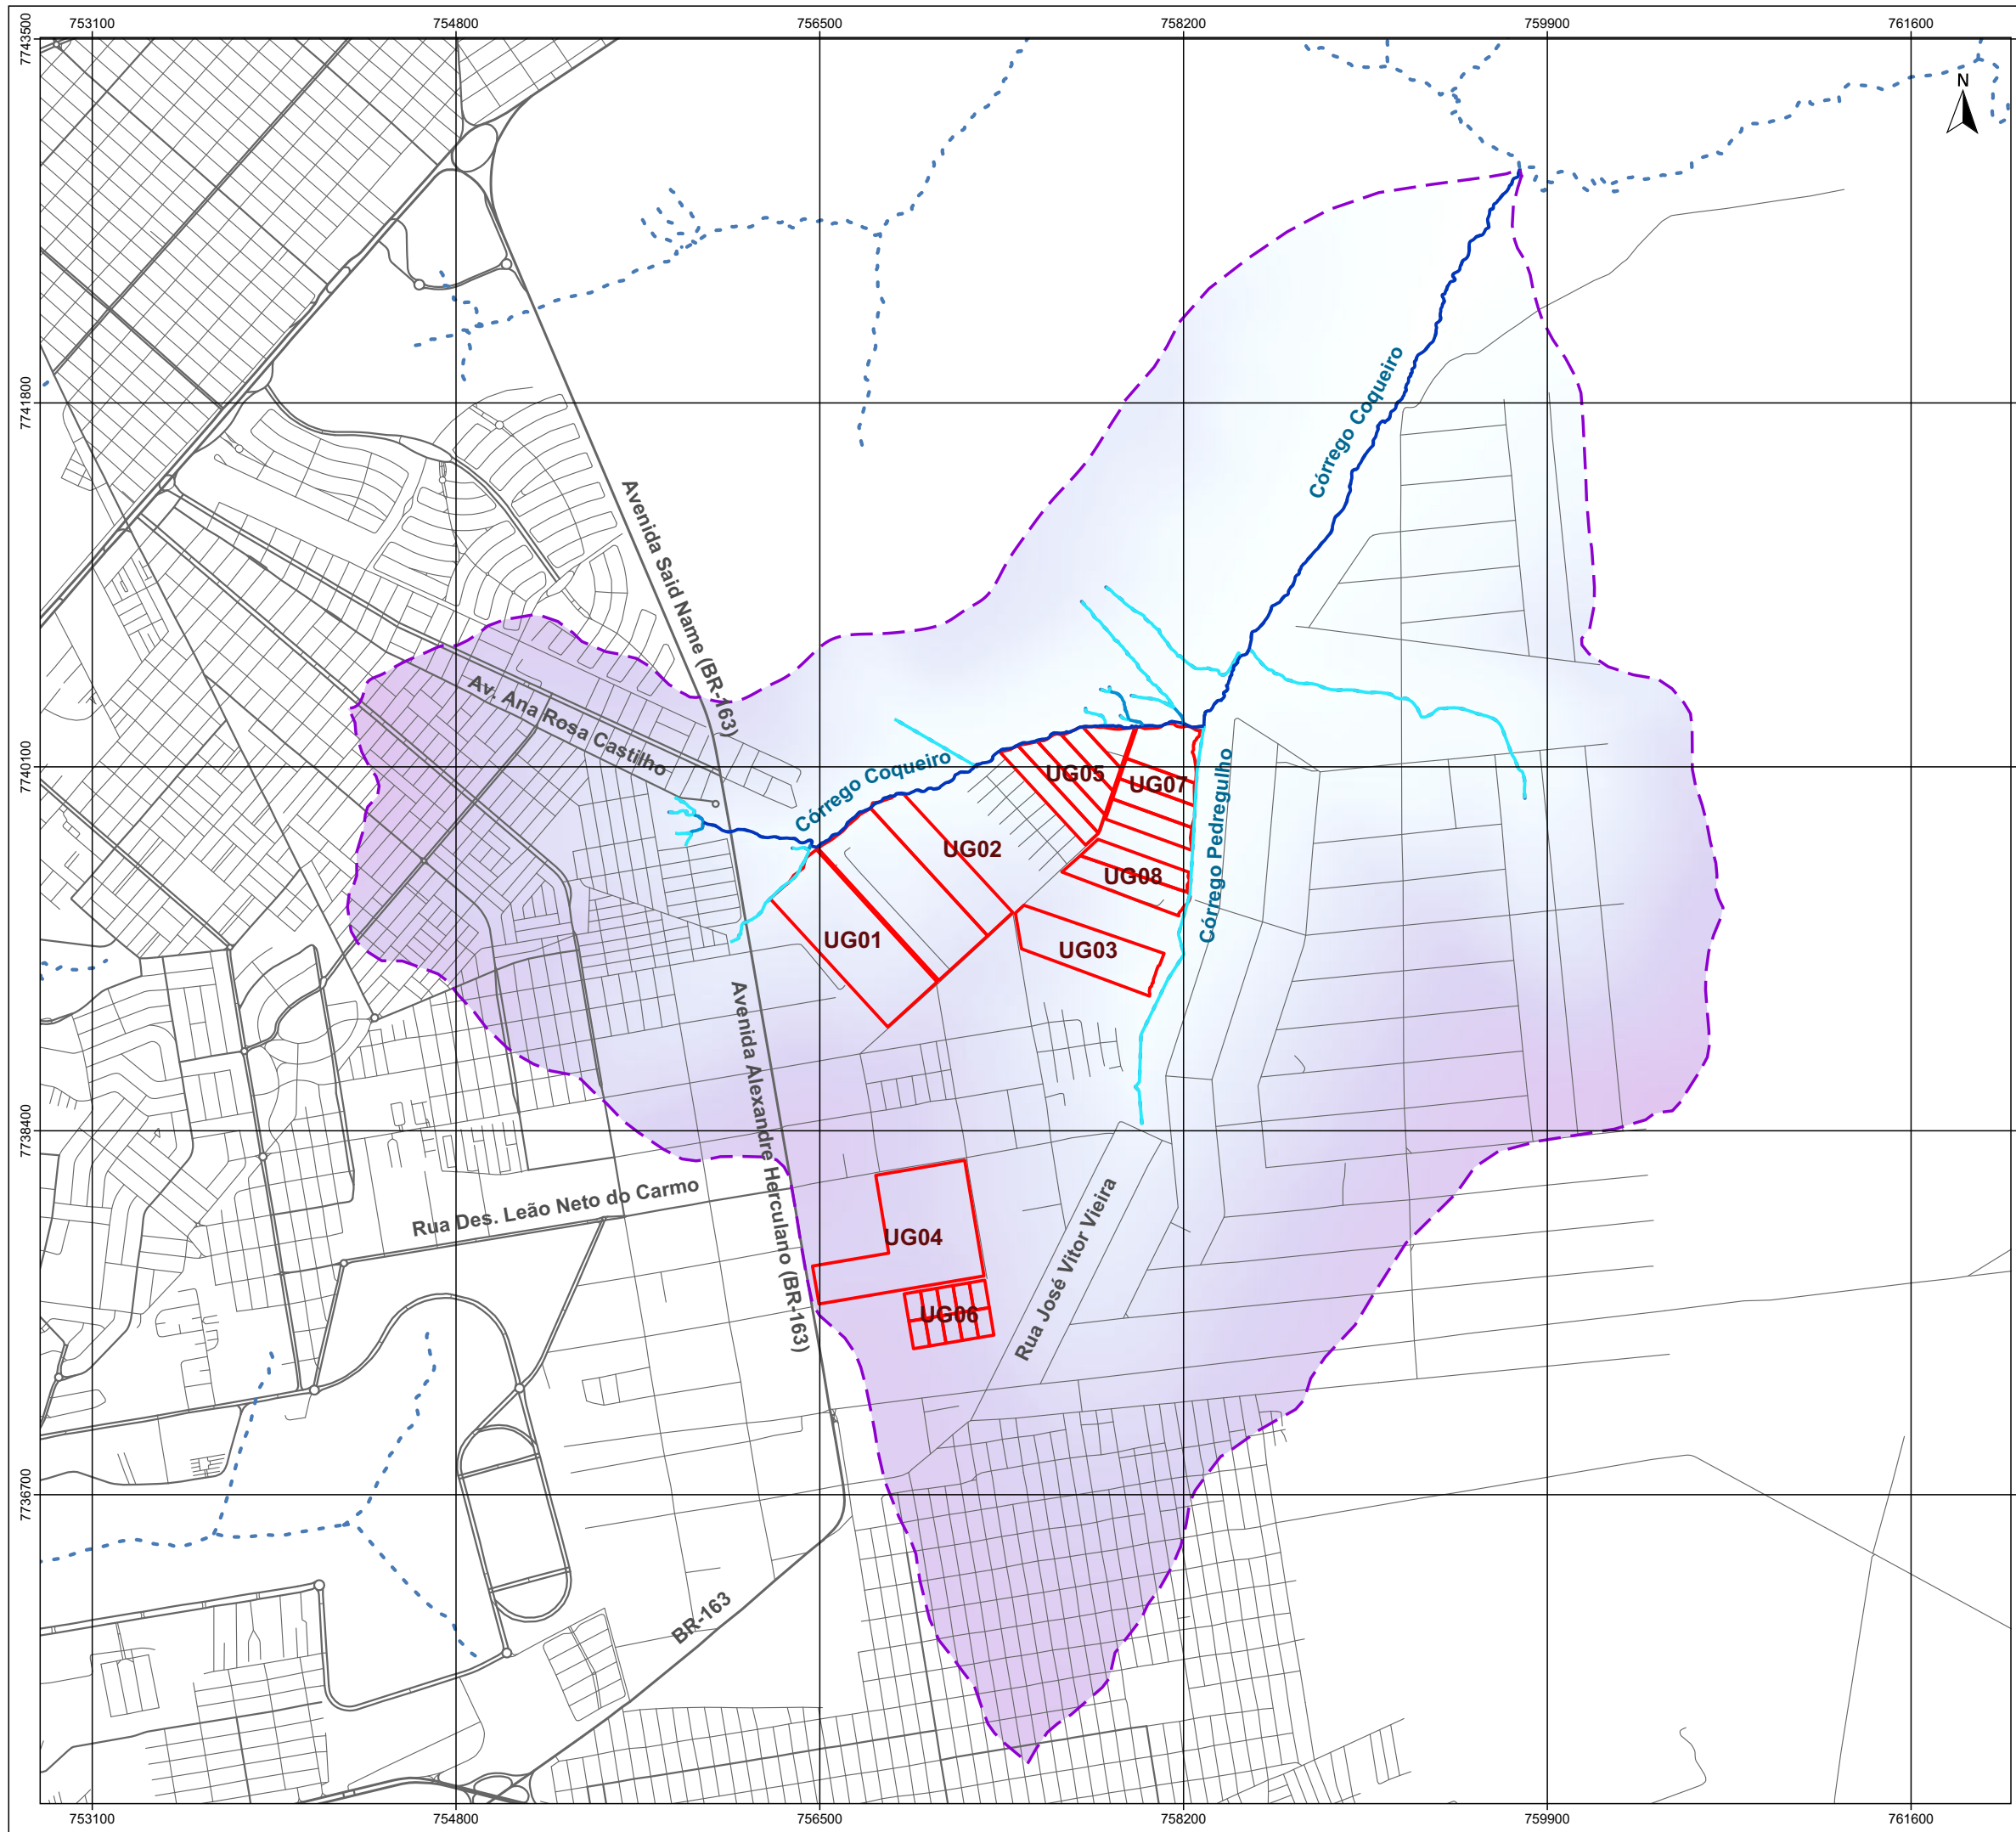 753100
754800
756500
758200
759900
761600
7743500
N
7741800
Córrego Coqueiro
Avenida Said Name (BR-163)
Av. Ana Rosa Castilho
7740100
Córrego Coqueiro
UG05
UG07
Córrego Pedregulho
UG02
UG08
UG01
UG03
Avenida Alexandre Herculano (BR-163)
7738400
Rua Des. Leão Neto do Carmo
UG04
Rua José Vitor Vieira
UG06
7736700
BR-163
753100
754800
756500
758200
759900
761600